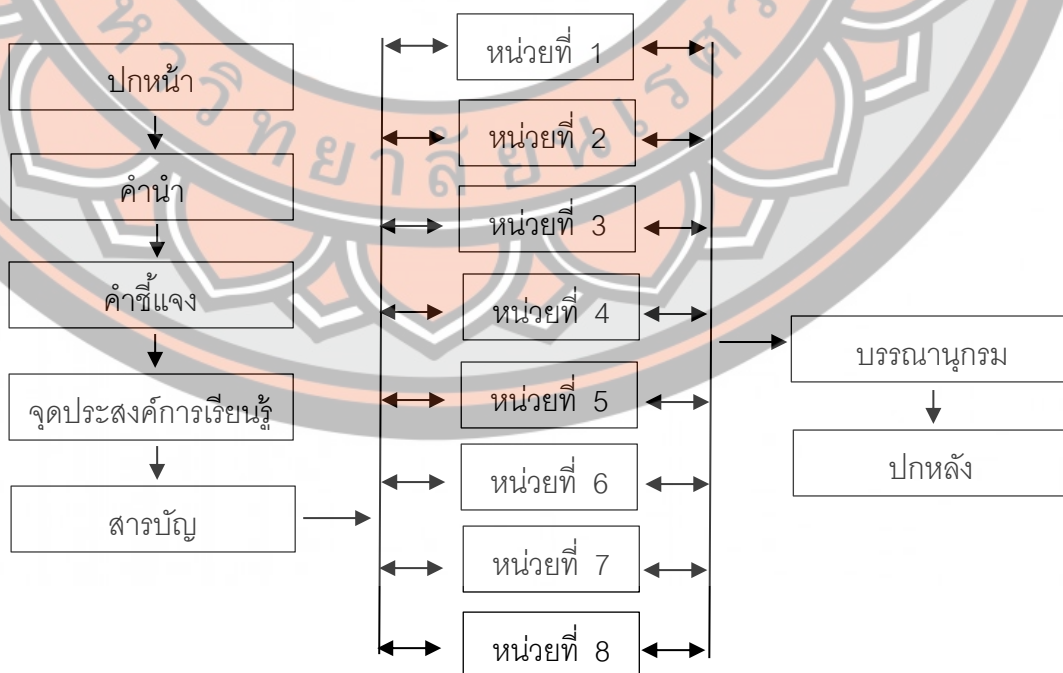 ปกหน้า
คำนำ
คำชี้แจง
จุดประสงค์การเรียนรู้
สารบัญ
หน่วยที่ 1
หน่วยที่ 2
หน่วยที่ 3
หน่วยที่ 4
หน่วยที่ 5
หน่วยที่ 6
หน่วยที่ 7
หน่วยที่ 8
บรรณานุกรม
ปกหลัง